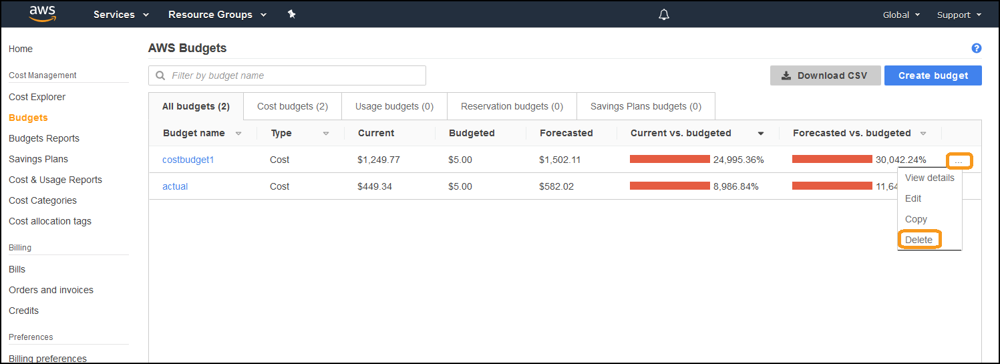 aws Services Resource Groups Global Support
Home
AWS Budgets
?
Cost Management
Filter by budget name
Download CSV
Create budget
Cost Explorer
All budgets (2) Cost budgets (2) Usage budgets (0) Reservation budgets (0) Savings Plans budgets (0)
Budgets
Budget name Type Current Budgeted Forecasted Current vs. budgeted Forecasted vs. budgeted
Budgets Reports
Savings Plans
costbudget1 Cost $1,249.77 $5.00 $1,502.11 24,995.36% 30,042.24% ...
Cost & Usage Reports
View details
actual Cost $449.34 $5.00 $582.02 8,986.84%
Cost Categories
Edit
Cost allocation tags
Copy
Delete
Billing
Bills
Orders and invoices
Credits
Preferences
Billing preferences